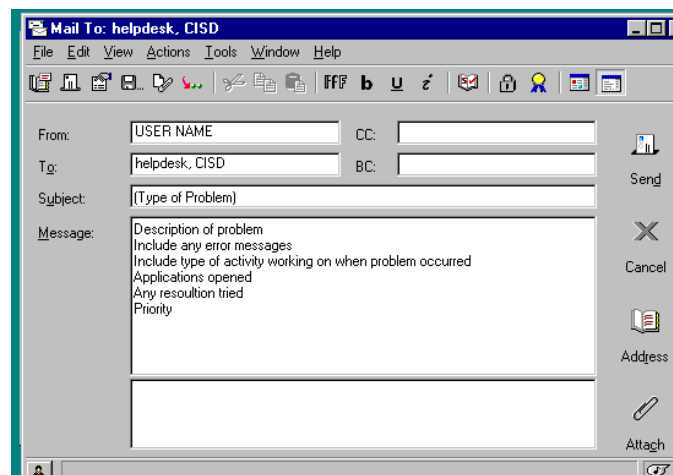 Mail To: helpdesk, CISD
File Edit View Actions Tools Window Help
FFF b u i
From: USER NAME CC:
To: helpdesk, CISD BC:
Subject: (Type of Problem)
Message: Description of problem
Include any error messages
Include type of activity working on when problem occurred
Applications opened
Any resoultion tried
Priority
Send
Cancel
Address
Attach